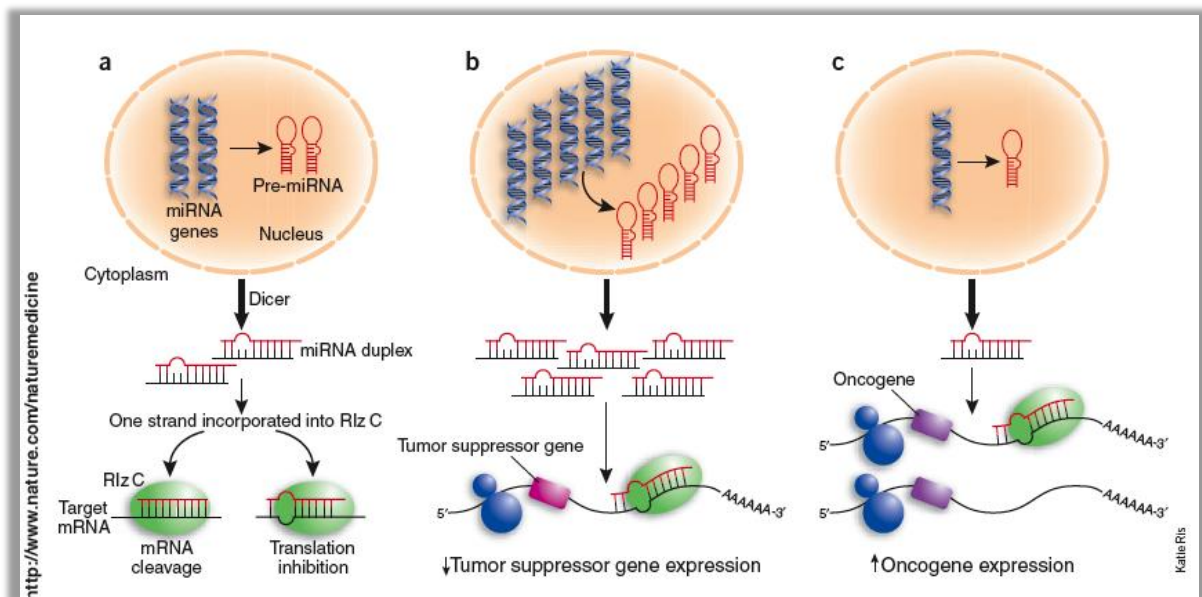 a
miRNA
genes
Pre-miRNA
Nucleus
Cytoplasm
Dicer
miRNA duplex
One strand incorporated into RIz C
RIz C
Target
mRNA
mRNA
cleavage
Translation
inhibition
b
Tumor suppressor gene
5′
AAAAAA-3′
↓Tumor suppressor gene expression
c
Oncogene
5′
AAAAAA-3′
5′
AAAAAA-3′
↑Oncogene expression
http://www.nature.com/naturemedicine
Katie Ris